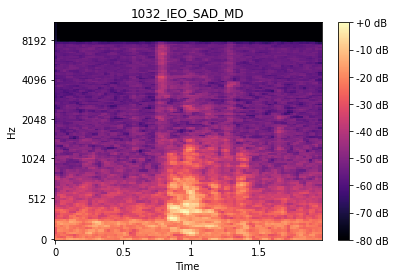 1032_IEO_SAD_MD
8192
4096
2048
1024
512
0
Hz
0
0.5
1
1.5
Time
+0 dB
-10 dB
-20 dB
-30 dB
-40 dB
-50 dB
-60 dB
-70 dB
-80 dB